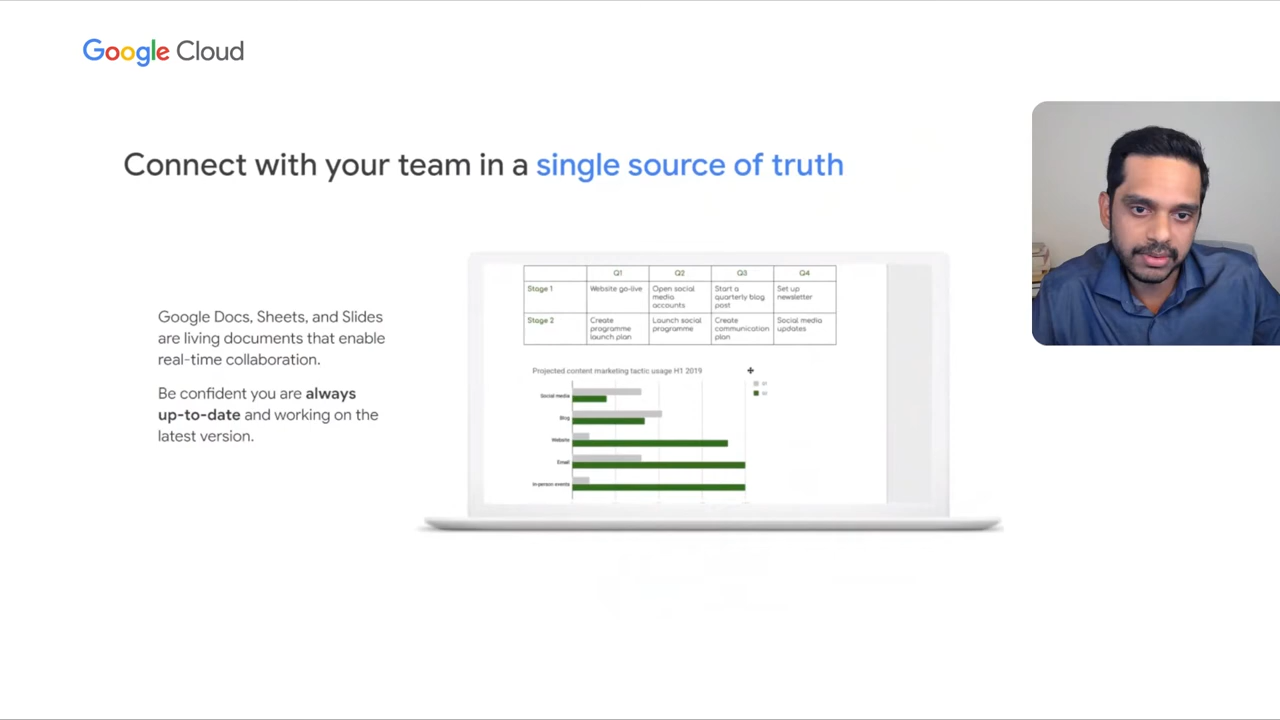 Google Cloud
Connect with your team in a single source of truth
Google Docs, Sheets, and Slides
are living documents that enable
real-time collaboration.
Be confident you are always
up-to-date and working on the
latest version.
Q1 Q2 Q3 Q4
Stage 1 Website go-live Open social media accounts Start a quarterly blog post Set up newsletter
Stage 2 Create programme launch plan Launch social programme Create communication plan Social media updates
Projected content marketing tactic usage H1 2019
Social media
Blog
Website
Email
In-person events